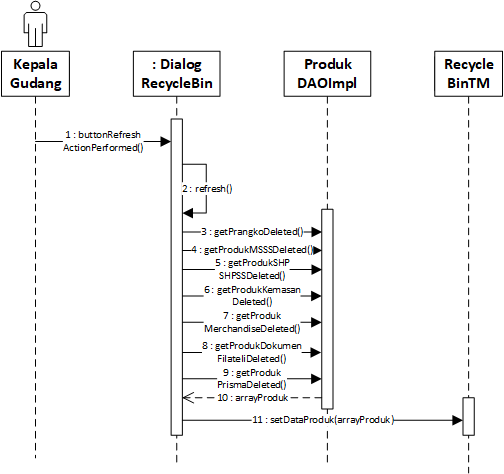 Kepala
Gudang
: Dialog
RecycleBin
Produk
DAOImpl
Recycle
BinTM
1 : buttonRefresh
ActionPerformed()
2 : refresh()
3 : getPrangkoDeleted()
4 : getProdukMSSSDeleted()
5 : getProdukSHP
SHPSSDeleted()
6 : getProdukKemasan
Deleted()
7 : getProduk
MerchandiseDeleted()
8 : getProdukDokumen
FilateliDeleted()
9 : getProduk
PrismaDeleted()
10 : arrayProduk
11 : setDataProduk(arrayProduk)